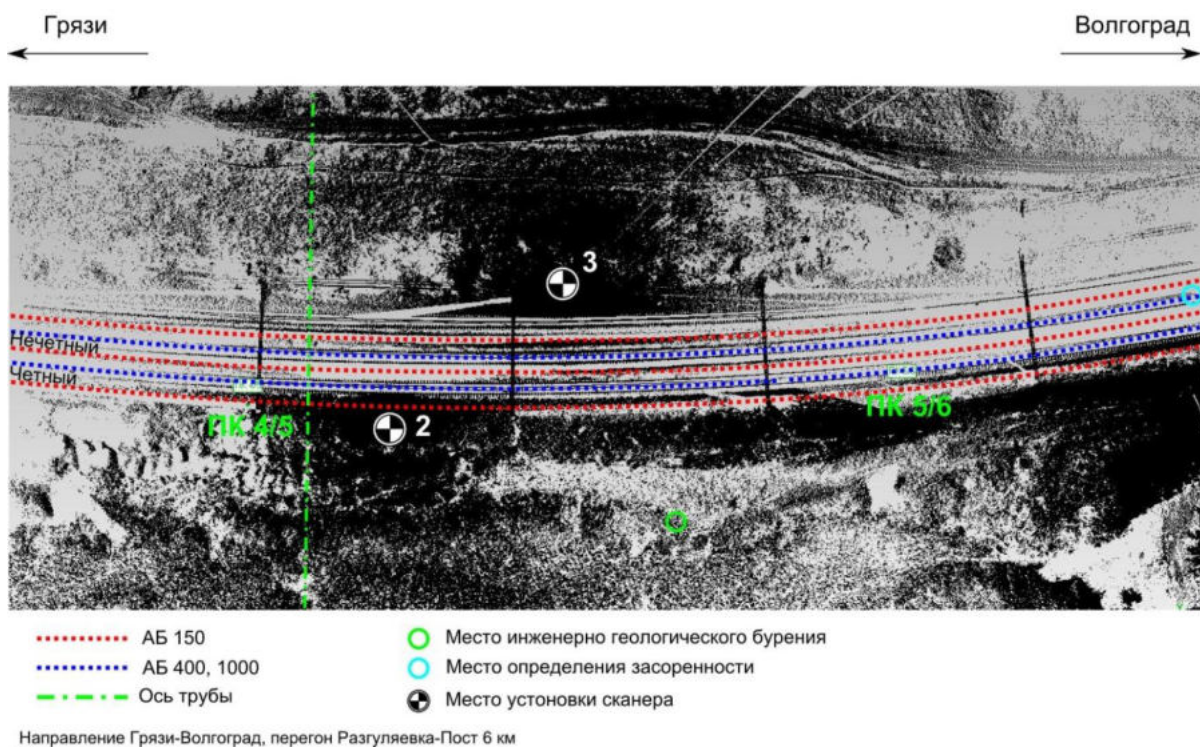 Грязи
Волгоград
3
Нечетный
Четный
ПК 4/5
2
ПК 5/6
АБ 150
АБ 400, 1000
Ось трубы
Место инженерно геологического бурения
Место определения засоренности
Место устоновки сканера
Направление Грязи-Волгоград, перегон Разгуляевка-Пост 6 км